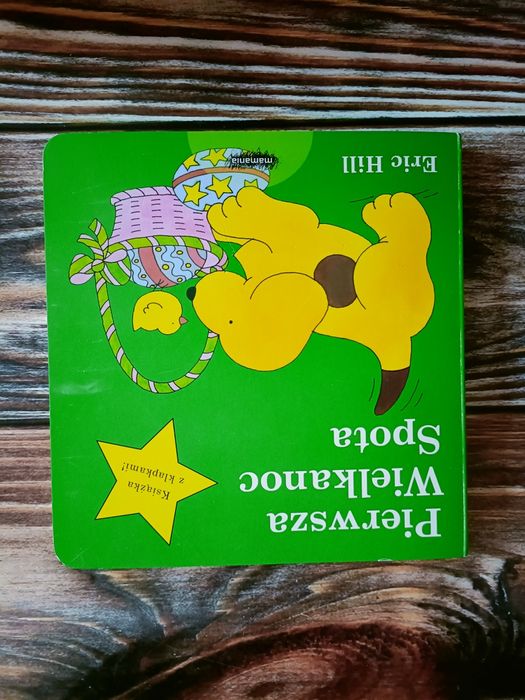 Pierwsza
Wielkanoc
Spota
Książka
z klapkami!
Eric Hill
mamania